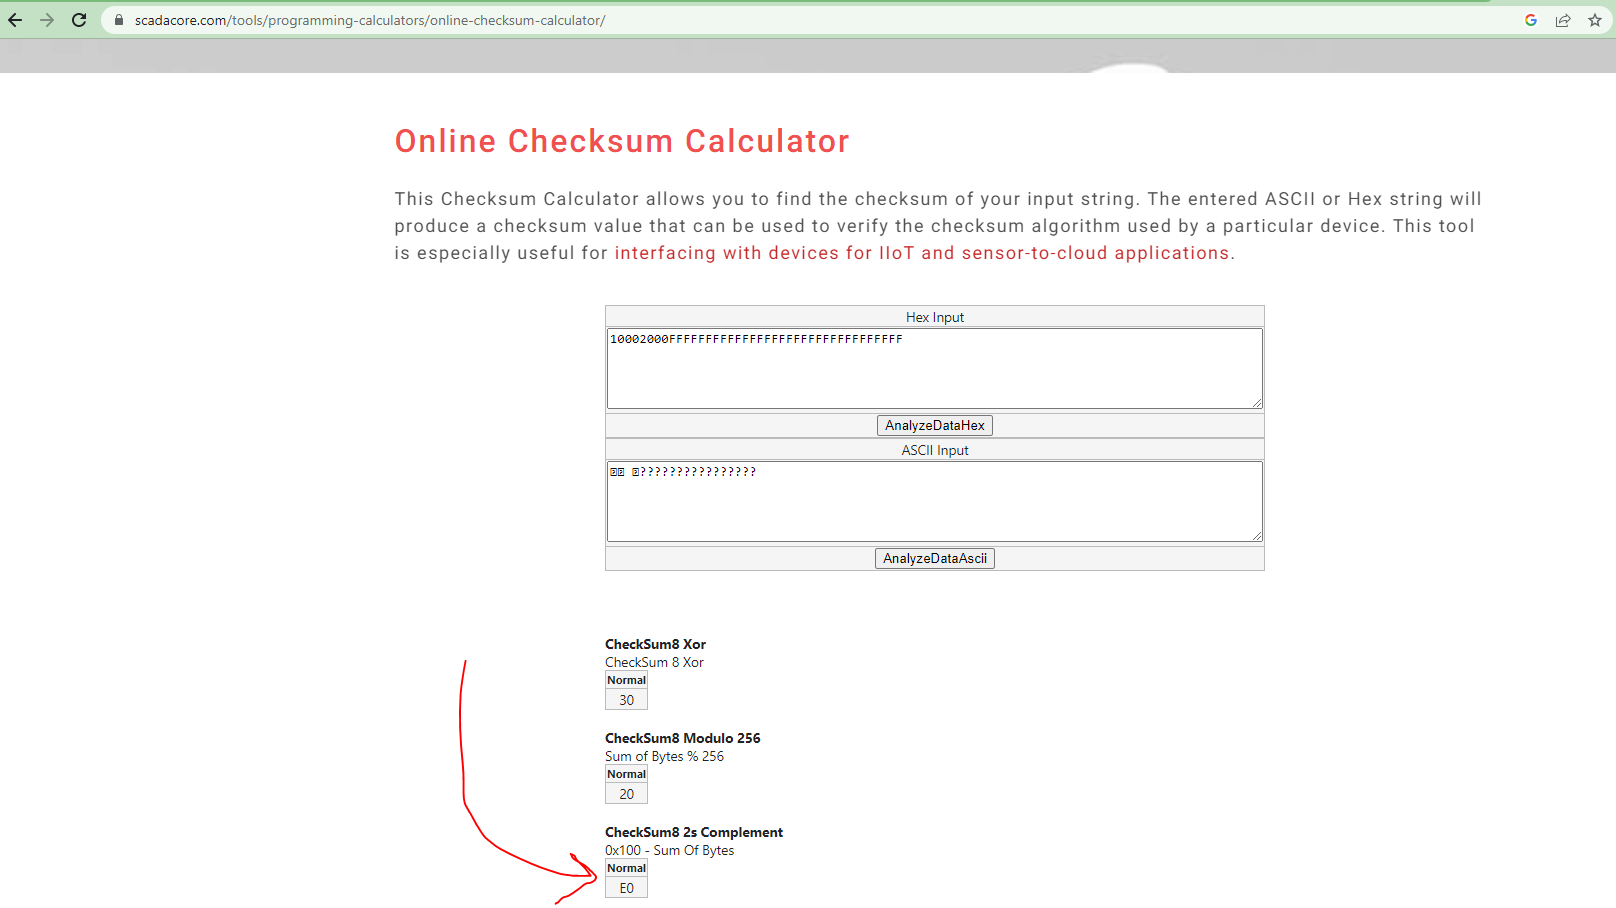 scadacore.com/tools/programming-calculators/online-checksum-calculator/
Online Checksum Calculator
This Checksum Calculator allows you to find the checksum of your input string. The entered ASCII or Hex string will
produce a checksum value that can be used to verify the checksum algorithm used by a particular device. This tool
is especially useful for interfacing with devices for IIoT and sensor-to-cloud applications.
Hex Input
10002000FFFFFFFFFFFFFFFFFFFFFFFFFFFFFFFF
AnalyzeDataHex
ASCII Input
????????????????
AnalyzeDataAscii
CheckSum8 Xor
CheckSum 8 Xor
Normal
30
CheckSum8 Modulo 256
Sum of Bytes % 256
Normal
20
CheckSum8 2s Complement
0x100 - Sum Of Bytes
Normal
E0